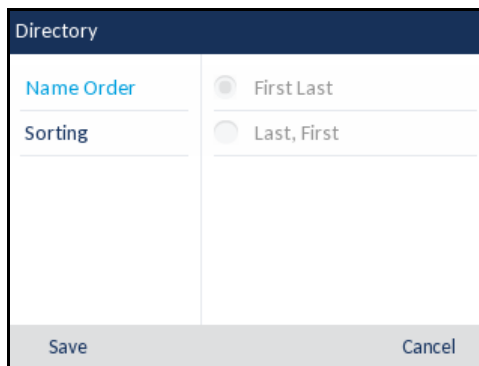 Directory
Name Order
First Last
Sorting
Last, First
Save
Cancel